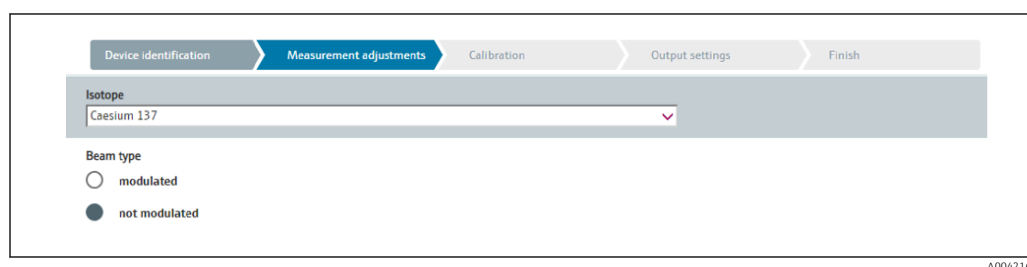 Device identification Measurement adjustments Calibration Output settings Finish
Isotope
Caesium 137
Beam type
modulated
not modulated